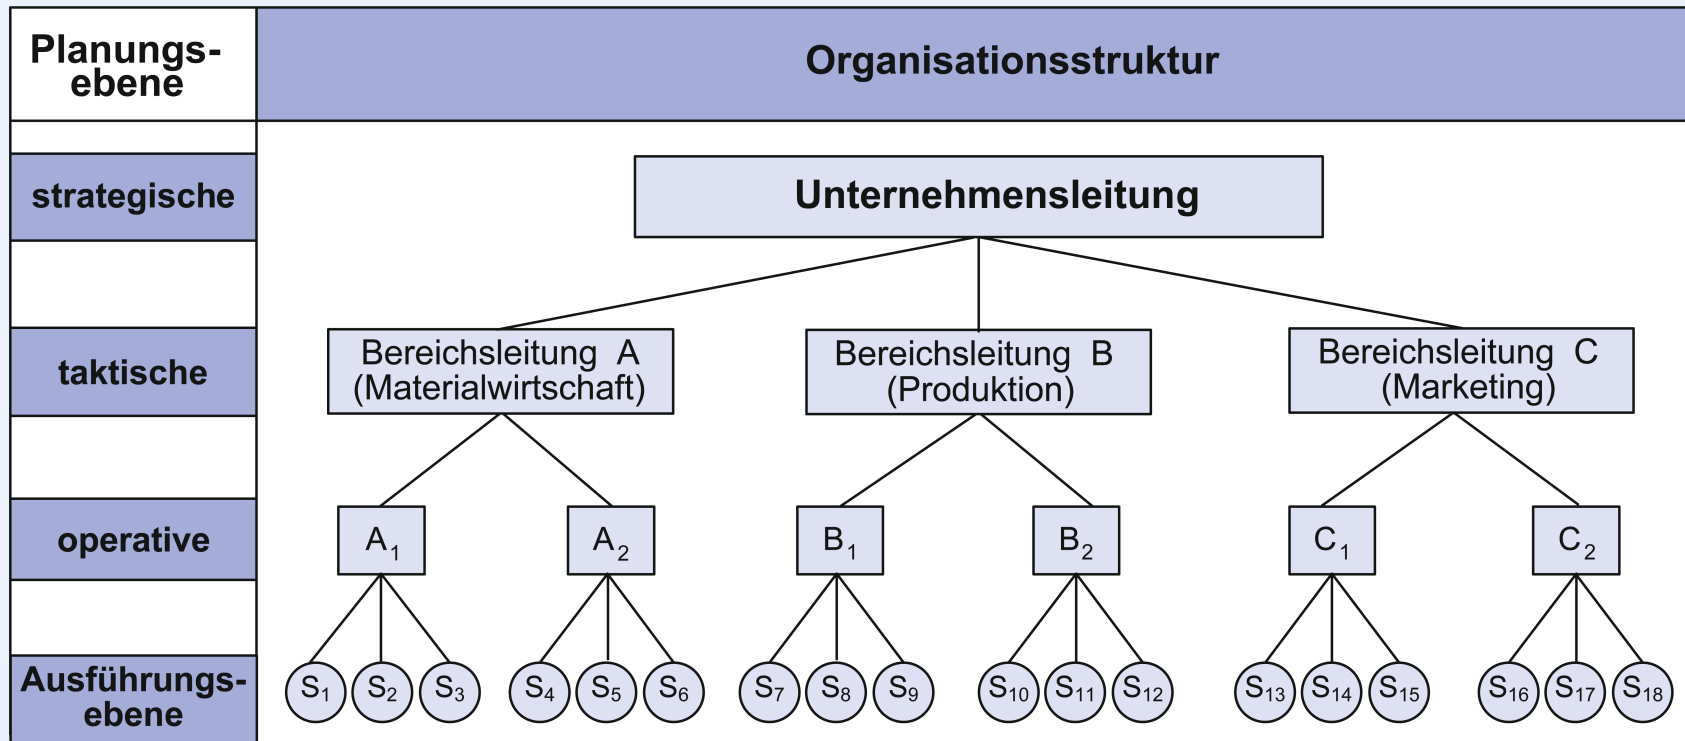 Planungs-
ebene
Organisationsstruktur
strategische
Unternehmensleitung
taktische
Bereichsleitung A
(Materialwirtschaft)
Bereichsleitung B
(Produktion)
Bereichsleitung C
(Marketing)
operative
A₁
A₂
B₁
B₂
C₁
C₂
Ausführungs-
ebene
S₁
S₂
S₃
S₄
S₅
S₆
S₇
S₈
S₉
S₁₀
S₁₁
S₁₂
S₁₃
S₁₄
S₁₅
S₁₆
S₁₇
S₁₈